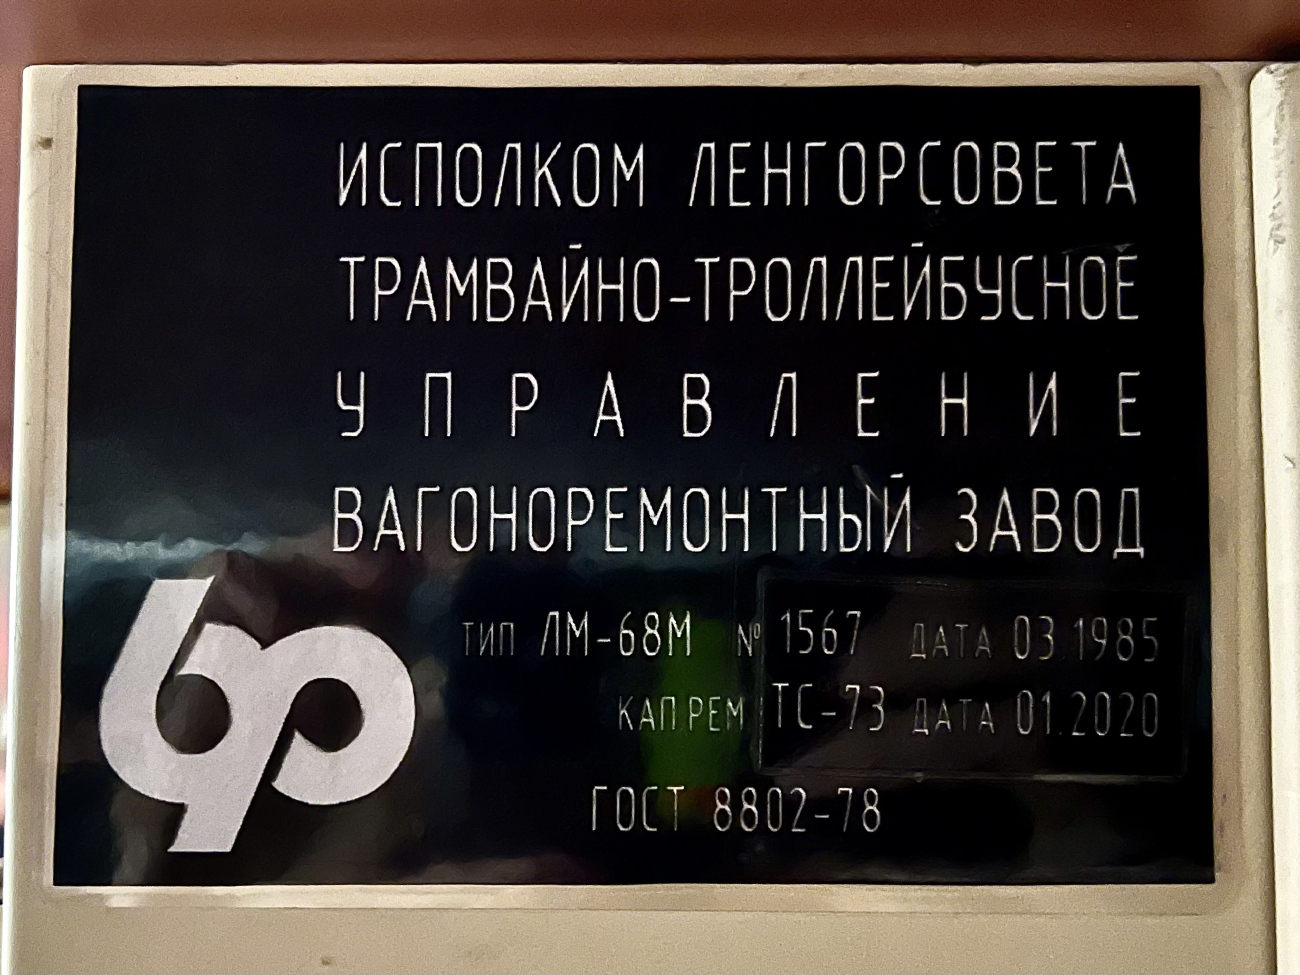 ИСПОЛКОМ ЛЕНГОРСОВЕТА
ТРАМВАЙНО-ТРОЛЛЕЙБУСНОЕ
УПРАВЛЕНИЕ
ВАГОНОРЕМОНТНЫЙ ЗАВОД
ТИП ЛМ-68М № 1567 ДАТА 03.1985
КАП РЕМ ТС-73 ДАТА 01.2020
ГОСТ 8802-78